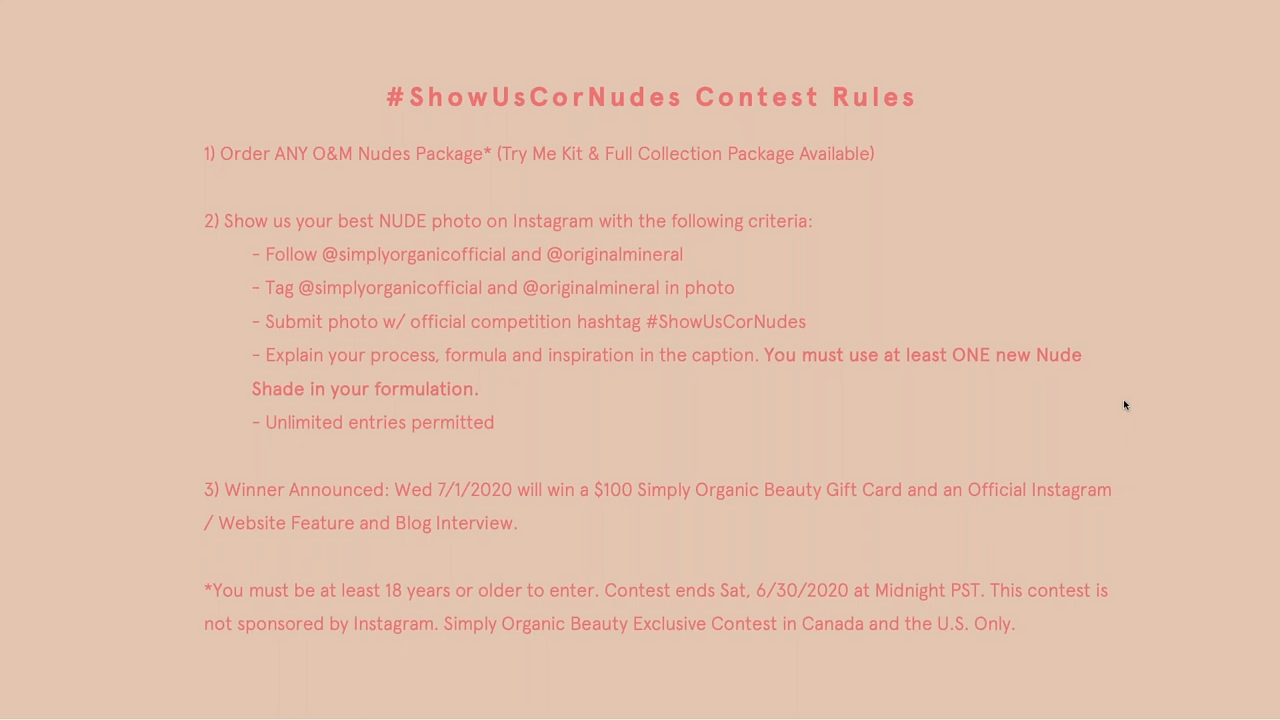 #ShowUsCorNudes Contest Rules
1) Order ANY O&M Nudes Package* (Try Me Kit & Full Collection Package Available)
2) Show us your best NUDE photo on Instagram with the following criteria:
- Follow @simplyorganicofficial and @originalmineral
- Tag @simplyorganicofficial and @originalmineral in photo
- Submit photo w/ official competition hashtag #ShowUsCorNudes
- Explain your process, formula and inspiration in the caption. You must use at least ONE new Nude
Shade in your formulation.
- Unlimited entries permitted
3) Winner Announced: Wed 7/1/2020 will win a $100 Simply Organic Beauty Gift Card and an Official Instagram
/ Website Feature and Blog Interview.
*You must be at least 18 years or older to enter. Contest ends Sat, 6/30/2020 at Midnight PST. This contest is
not sponsored by Instagram. Simply Organic Beauty Exclusive Contest in Canada and the U.S. Only.